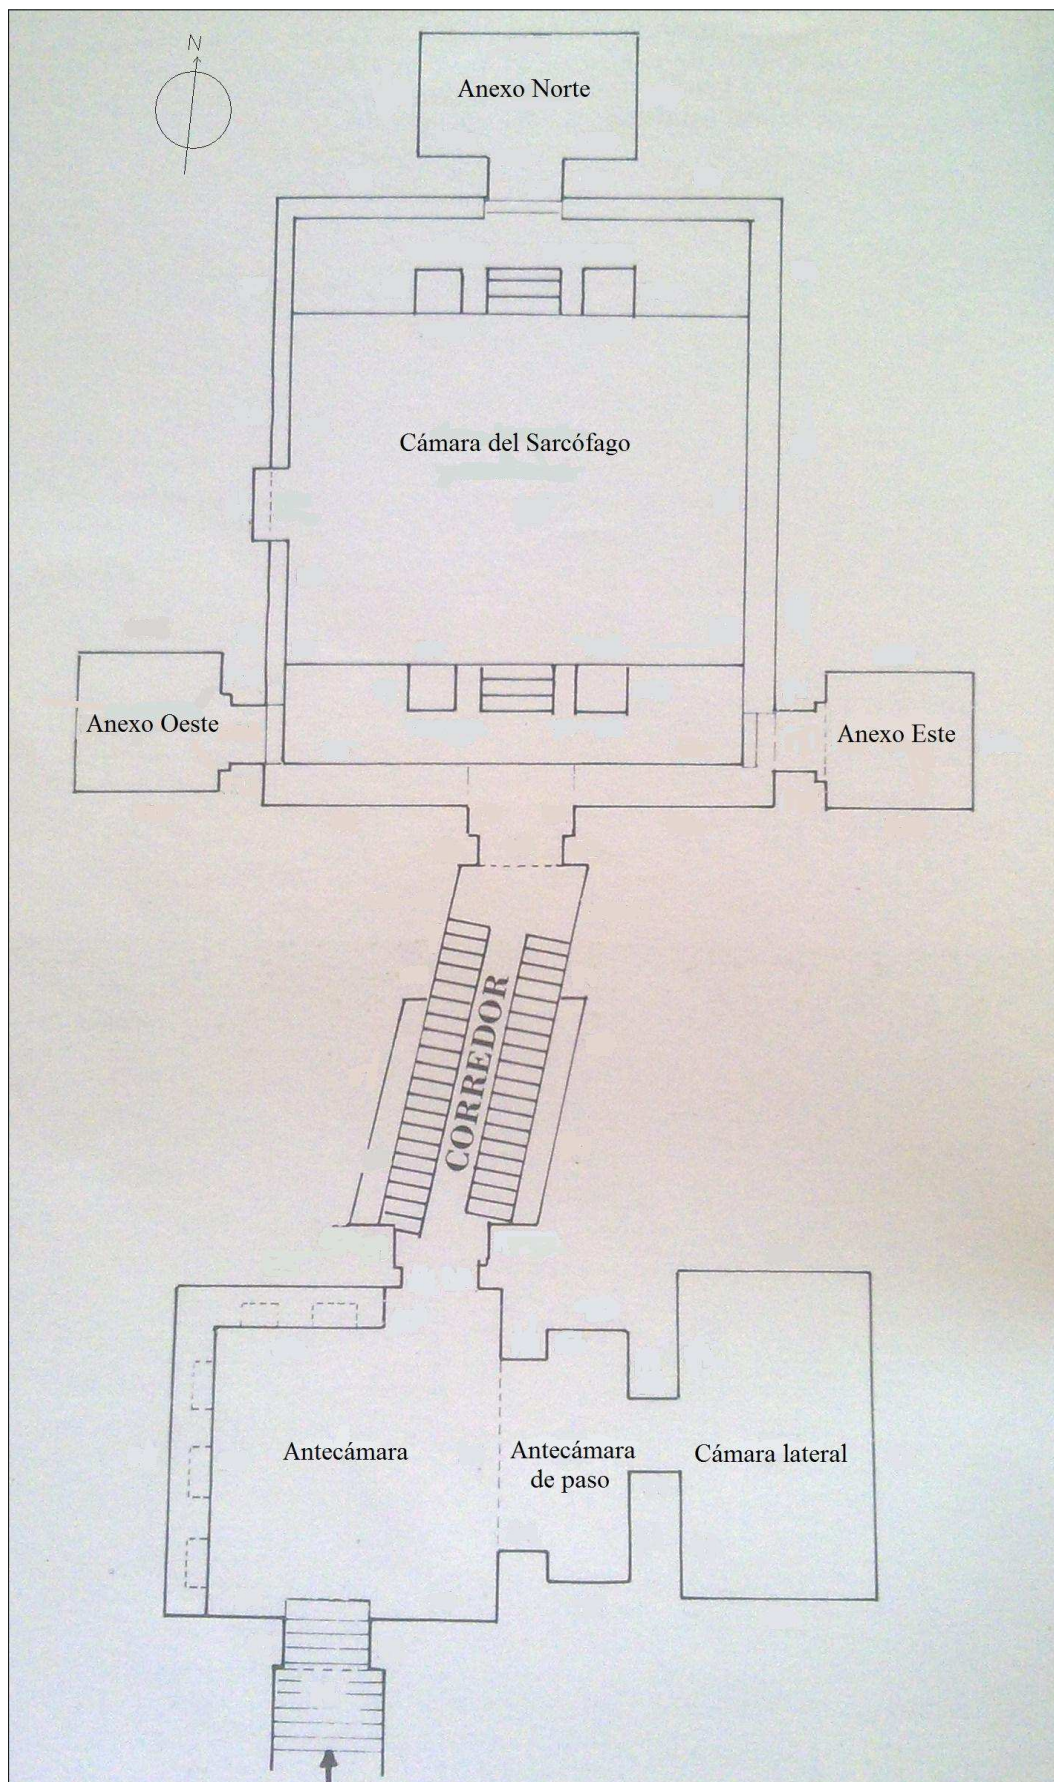 N
Anexo Norte
Cámara del Sarcófago
Anexo Oeste
Anexo Este
CORREDOR
Antecámara
Antecámara
de paso
Cámara lateral